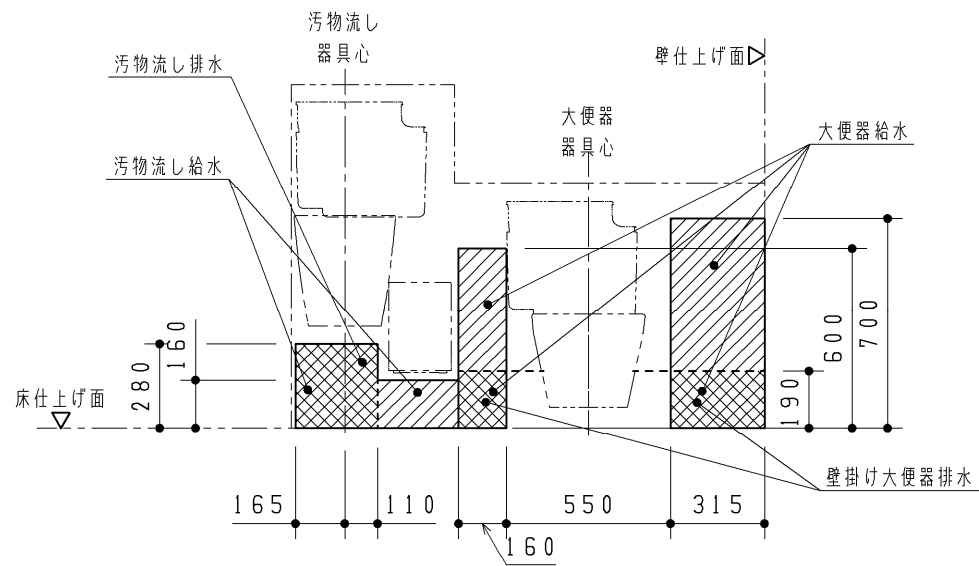 汚物流し
器具心
汚物流し排水
壁仕上げ面
大便器
器具心
大便器給水
汚物流し給水
280
160
床仕上げ面
190
600
700
壁掛け大便器排水
165
110
550
315
160